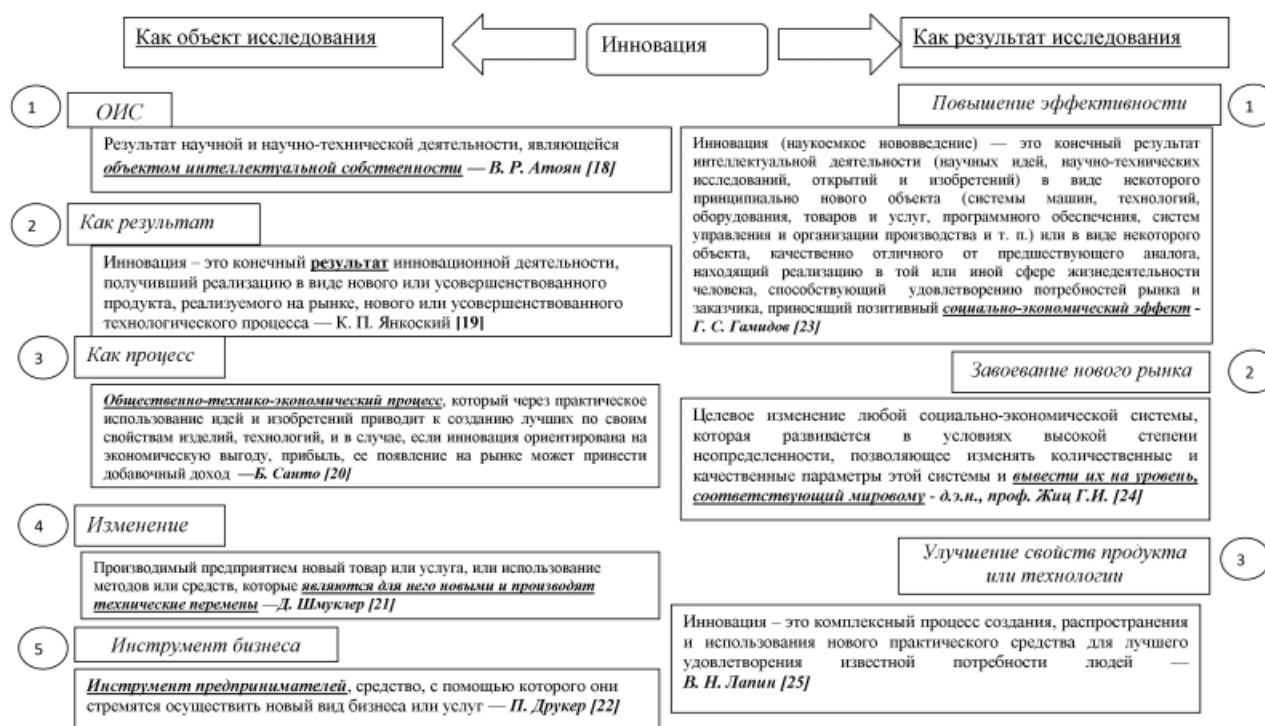 Как объект исследования
Инновация
Как результат исследования
1
ОИС
Результат научной и научно-технической деятельности, являющейся
объектом интеллектуальной собственности — В. Р. Атоян [18]
2
Как результат
Инновация – это конечный результат инновационной деятельности,
получивший реализацию в виде нового или усовершенствованного
продукта, реализуемого на рынке, нового или усовершенствованного
технологического процесса — К. П. Янкоский [19]
3
Как процесс
Общественно-технико-экономический процесс, который через практическое
использование идей и изобретений приводит к созданию лучших по своим
свойствам изделий, технологий, и в случае, если инновация ориентирована на
экономическую выгоду, прибыль, ее появление на рынке может принести
добавочный доход —Б. Санто [20]
4
Изменение
Производимый предприятием новый товар или услуга, или использование
методов или средств, которые являются для него новыми и производят
технические перемены —Д. Шмуклер [21]
5
Инструмент бизнеса
Инструмент предпринимателей, средство, с помощью которого они
стремятся осуществить новый вид бизнеса или услуг — П. Друкер [22]
Повышение эффективности
1
Инновация (наукоемкое нововведение) — это конечный результат
интеллектуальной деятельности (научных идей, научно-технических
исследований, открытий и изобретений) в виде некоторого
принципиально нового объекта (системы машин, технологий,
оборудования, товаров и услуг, программного обеспечения, систем
управления и организации производства и т. п.) или в виде некоторого
объекта, качественно отличного от предшествующего аналога,
находящий реализацию в той или иной сфере жизнедеятельности
человека, способствующий удовлетворению потребностей рынка и
заказчика, приносящий позитивный социально-экономический эффект -
Г. С. Гамидов [23]
Завоевание нового рынка
2
Целевое изменение любой социально-экономической системы,
которая развивается в условиях высокой степени
неопределенности, позволяющее изменять количественные и
качественные параметры этой системы и вывести их на уровень,
соответствующий мировому - д.э.н., проф. Жиц Г.И. [24]
Улучшение свойств продукта
или технологии
3
Инновация – это комплексный процесс создания, распространения
и использования нового практического средства для лучшего
удовлетворения известной потребности людей —
В. Н. Лапин [25]